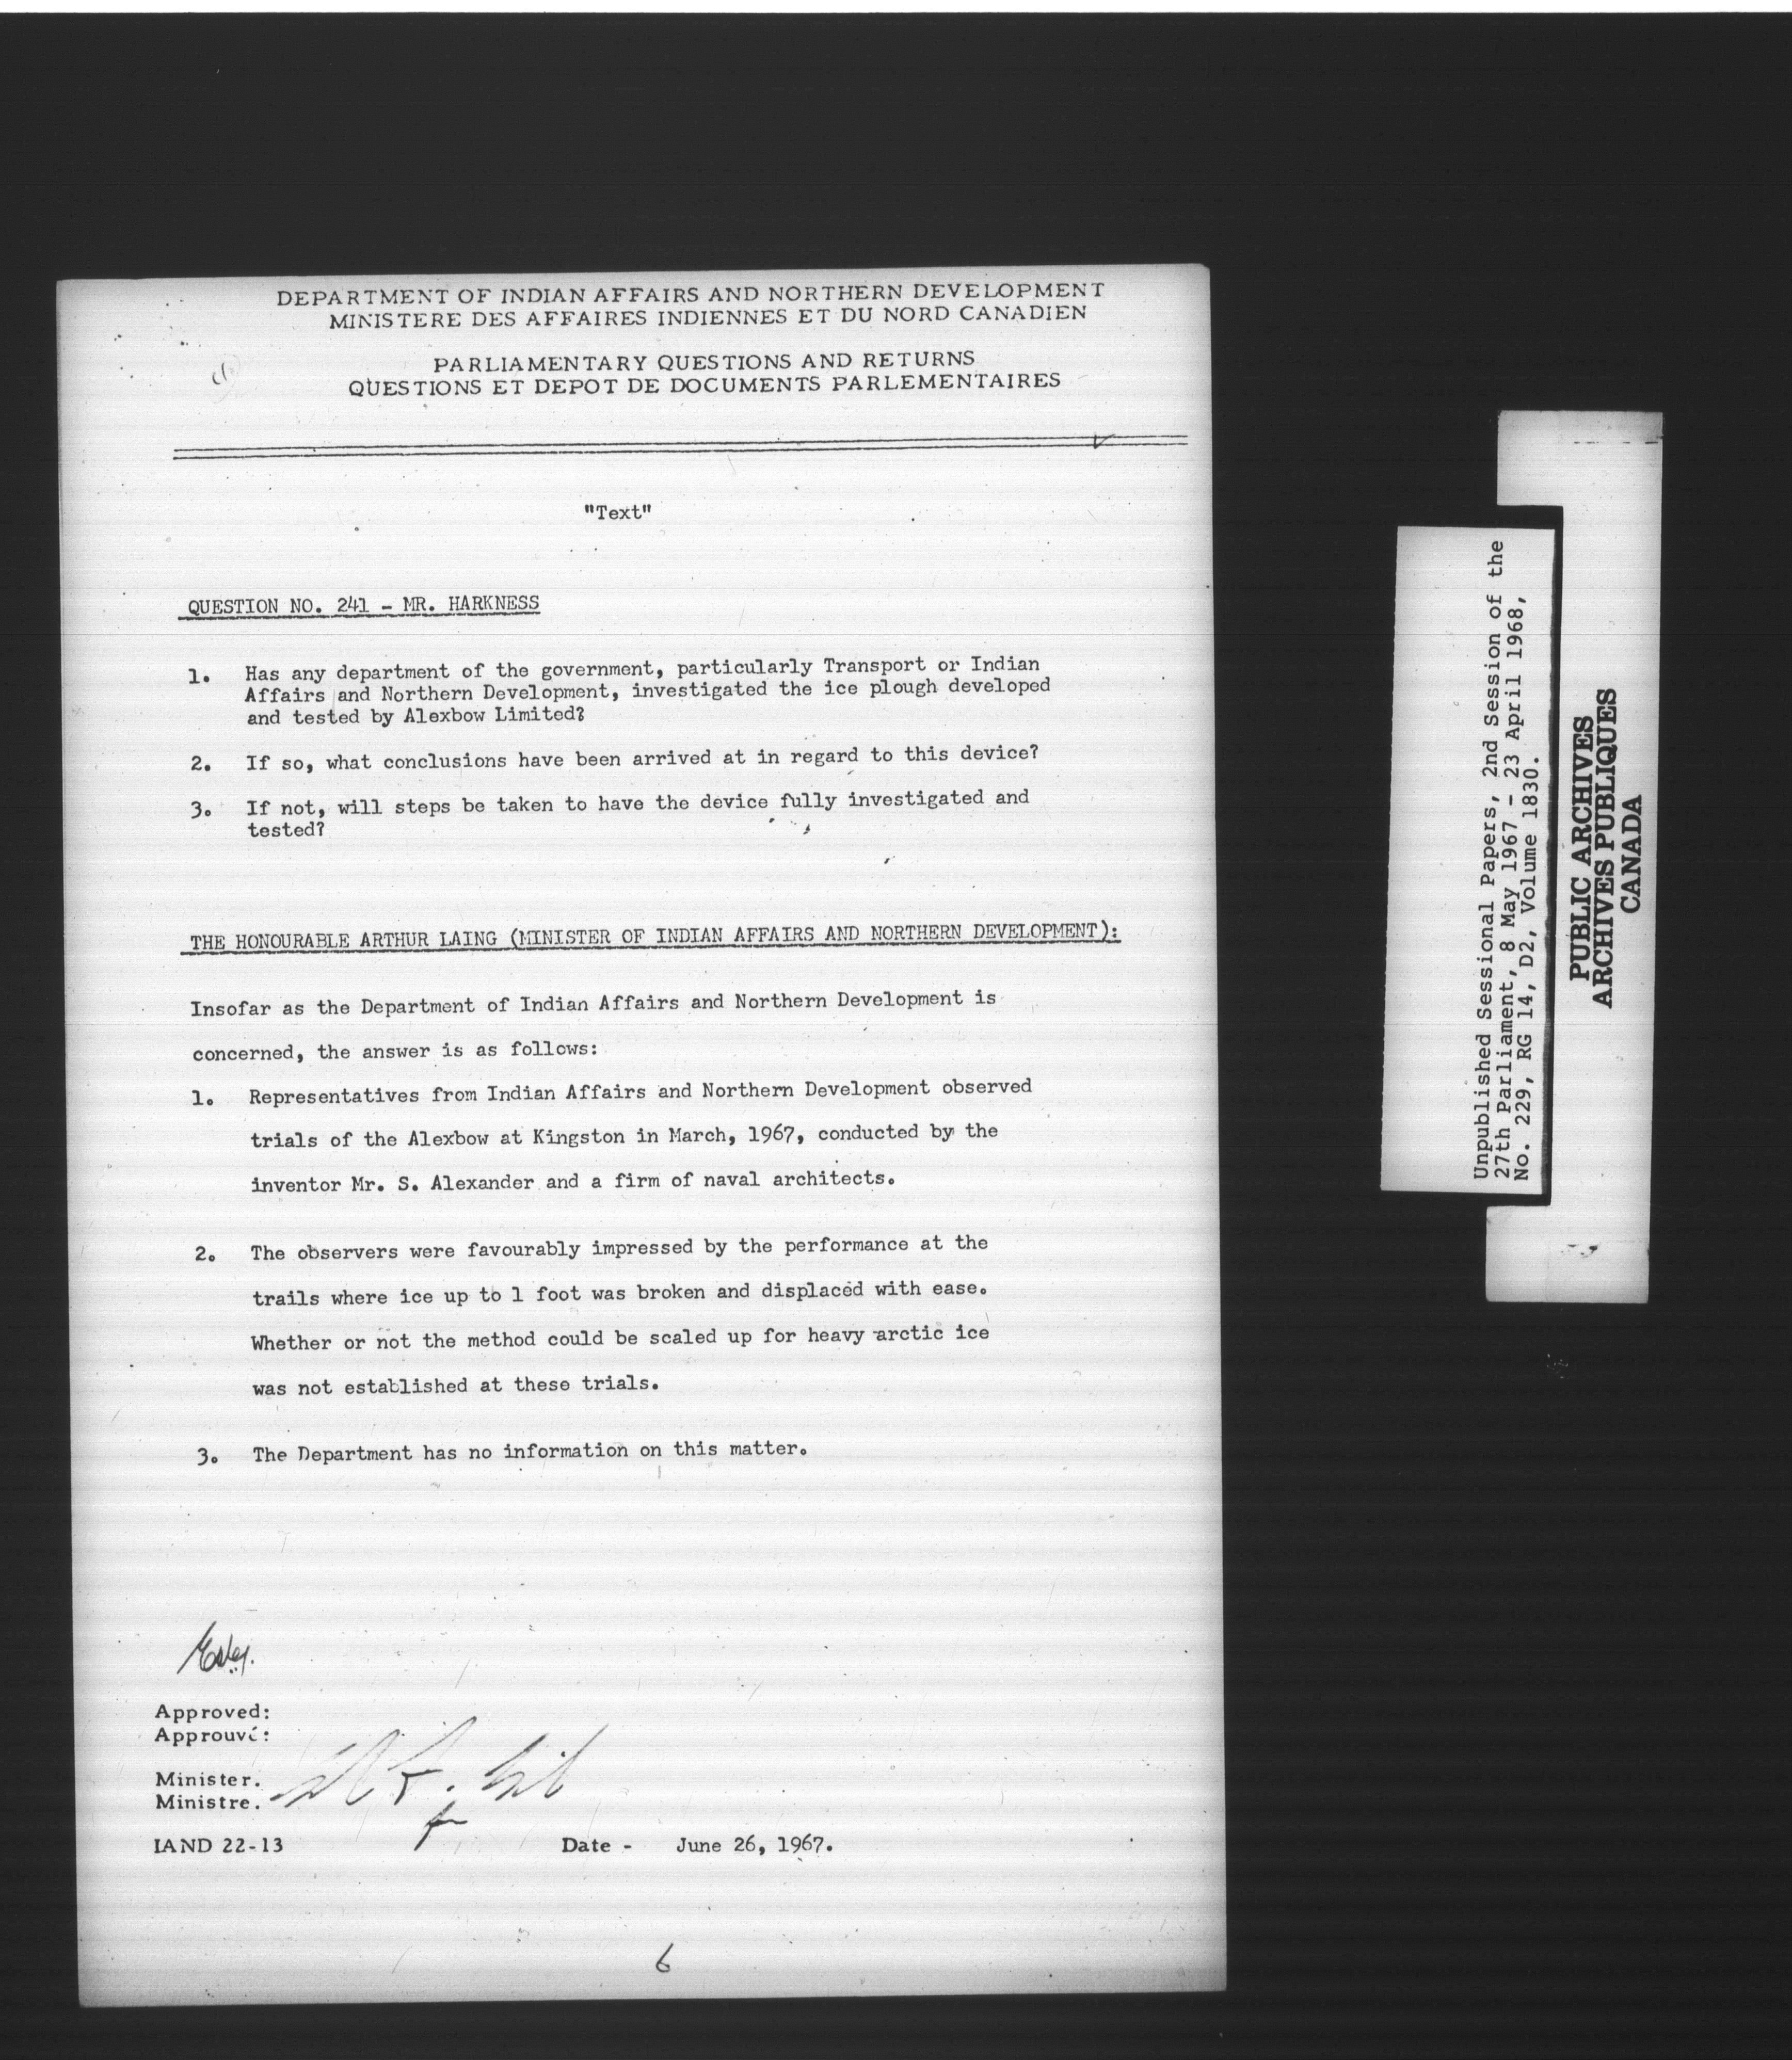 DEPARTMENT OF INDIAN AFFAIRS AND NORTHERN DEVELOPMENT
MINISTERE DES AFFAIRES INDIENNES ET DU NORD CANADIEN
PARLIAMENTARY QUESTIONS AND RETURNS
QUESTIONS ET DEPOT DE DOCUMENTS PARLEMENTAIRES
"Text"
QUESTION NO. 241 - MR. HARKNESS
1. Has any department of the government, particularly Transport or Indian
Affairs and Northern Development, investigated the ice plough developed
and tested by Alexbow Limited?
2. If so, what conclusions have been arrived at in regard to this device?
3. If not, will steps be taken to have the device fully investigated and
tested?
THE HONOURABLE ARTHUR LAING (MINISTER OF INDIAN AFFAIRS AND NORTHERN DEVELOPMENT):
Insofar as the Department of Indian Affairs and Northern Development is
concerned, the answer is as follows:
1. Representatives from Indian Affairs and Northern Development observed
trials of the Alexbow at Kingston in March, 1967, conducted by the
inventor Mr. S. Alexander and a firm of naval architects.
2. The observers were favourably impressed by the performance at the
trails where ice up to 1 foot was broken and displaced with ease.
Whether or not the method could be scaled up for heavy arctic ice
was not established at these trials.
3. The Department has no information on this matter.
Approved:
Approuvé:
Minister.
Ministre.
IAND 22-13 Date - June 26, 1967.
6
Unpublished Sessional Papers, 2nd Session of the
27th Parliament, 8 May 1967 - 23 April 1968,
No. 229, RG 14, D2, Volume 1830.
PUBLIC ARCHIVES
ARCHIVES PUBLIQUES
CANADA